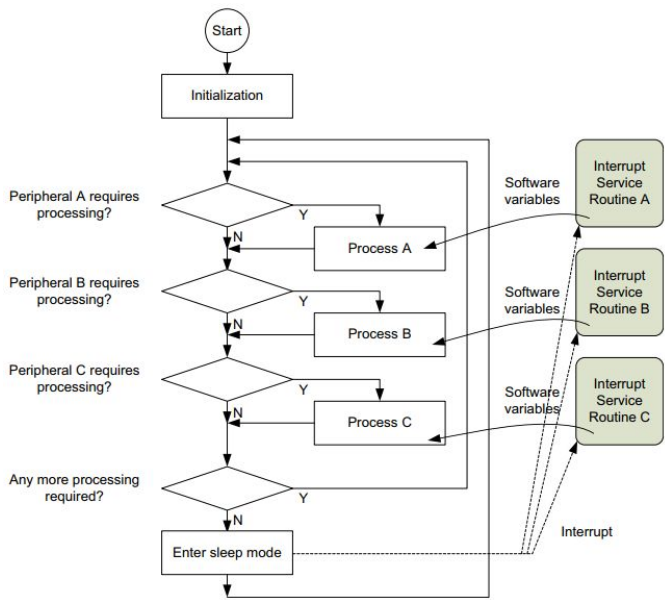 Start
Initialization
Peripheral A requires
processing?
Y
N
Process A
Software
variables
Interrupt
Service
Routine A
Peripheral B requires
processing?
Y
N
Process B
Software
variables
Interrupt
Service
Routine B
Peripheral C requires
processing?
Y
N
Process C
Software
variables
Interrupt
Service
Routine C
Any more processing
required?
Y
N
Enter sleep mode
Interrupt